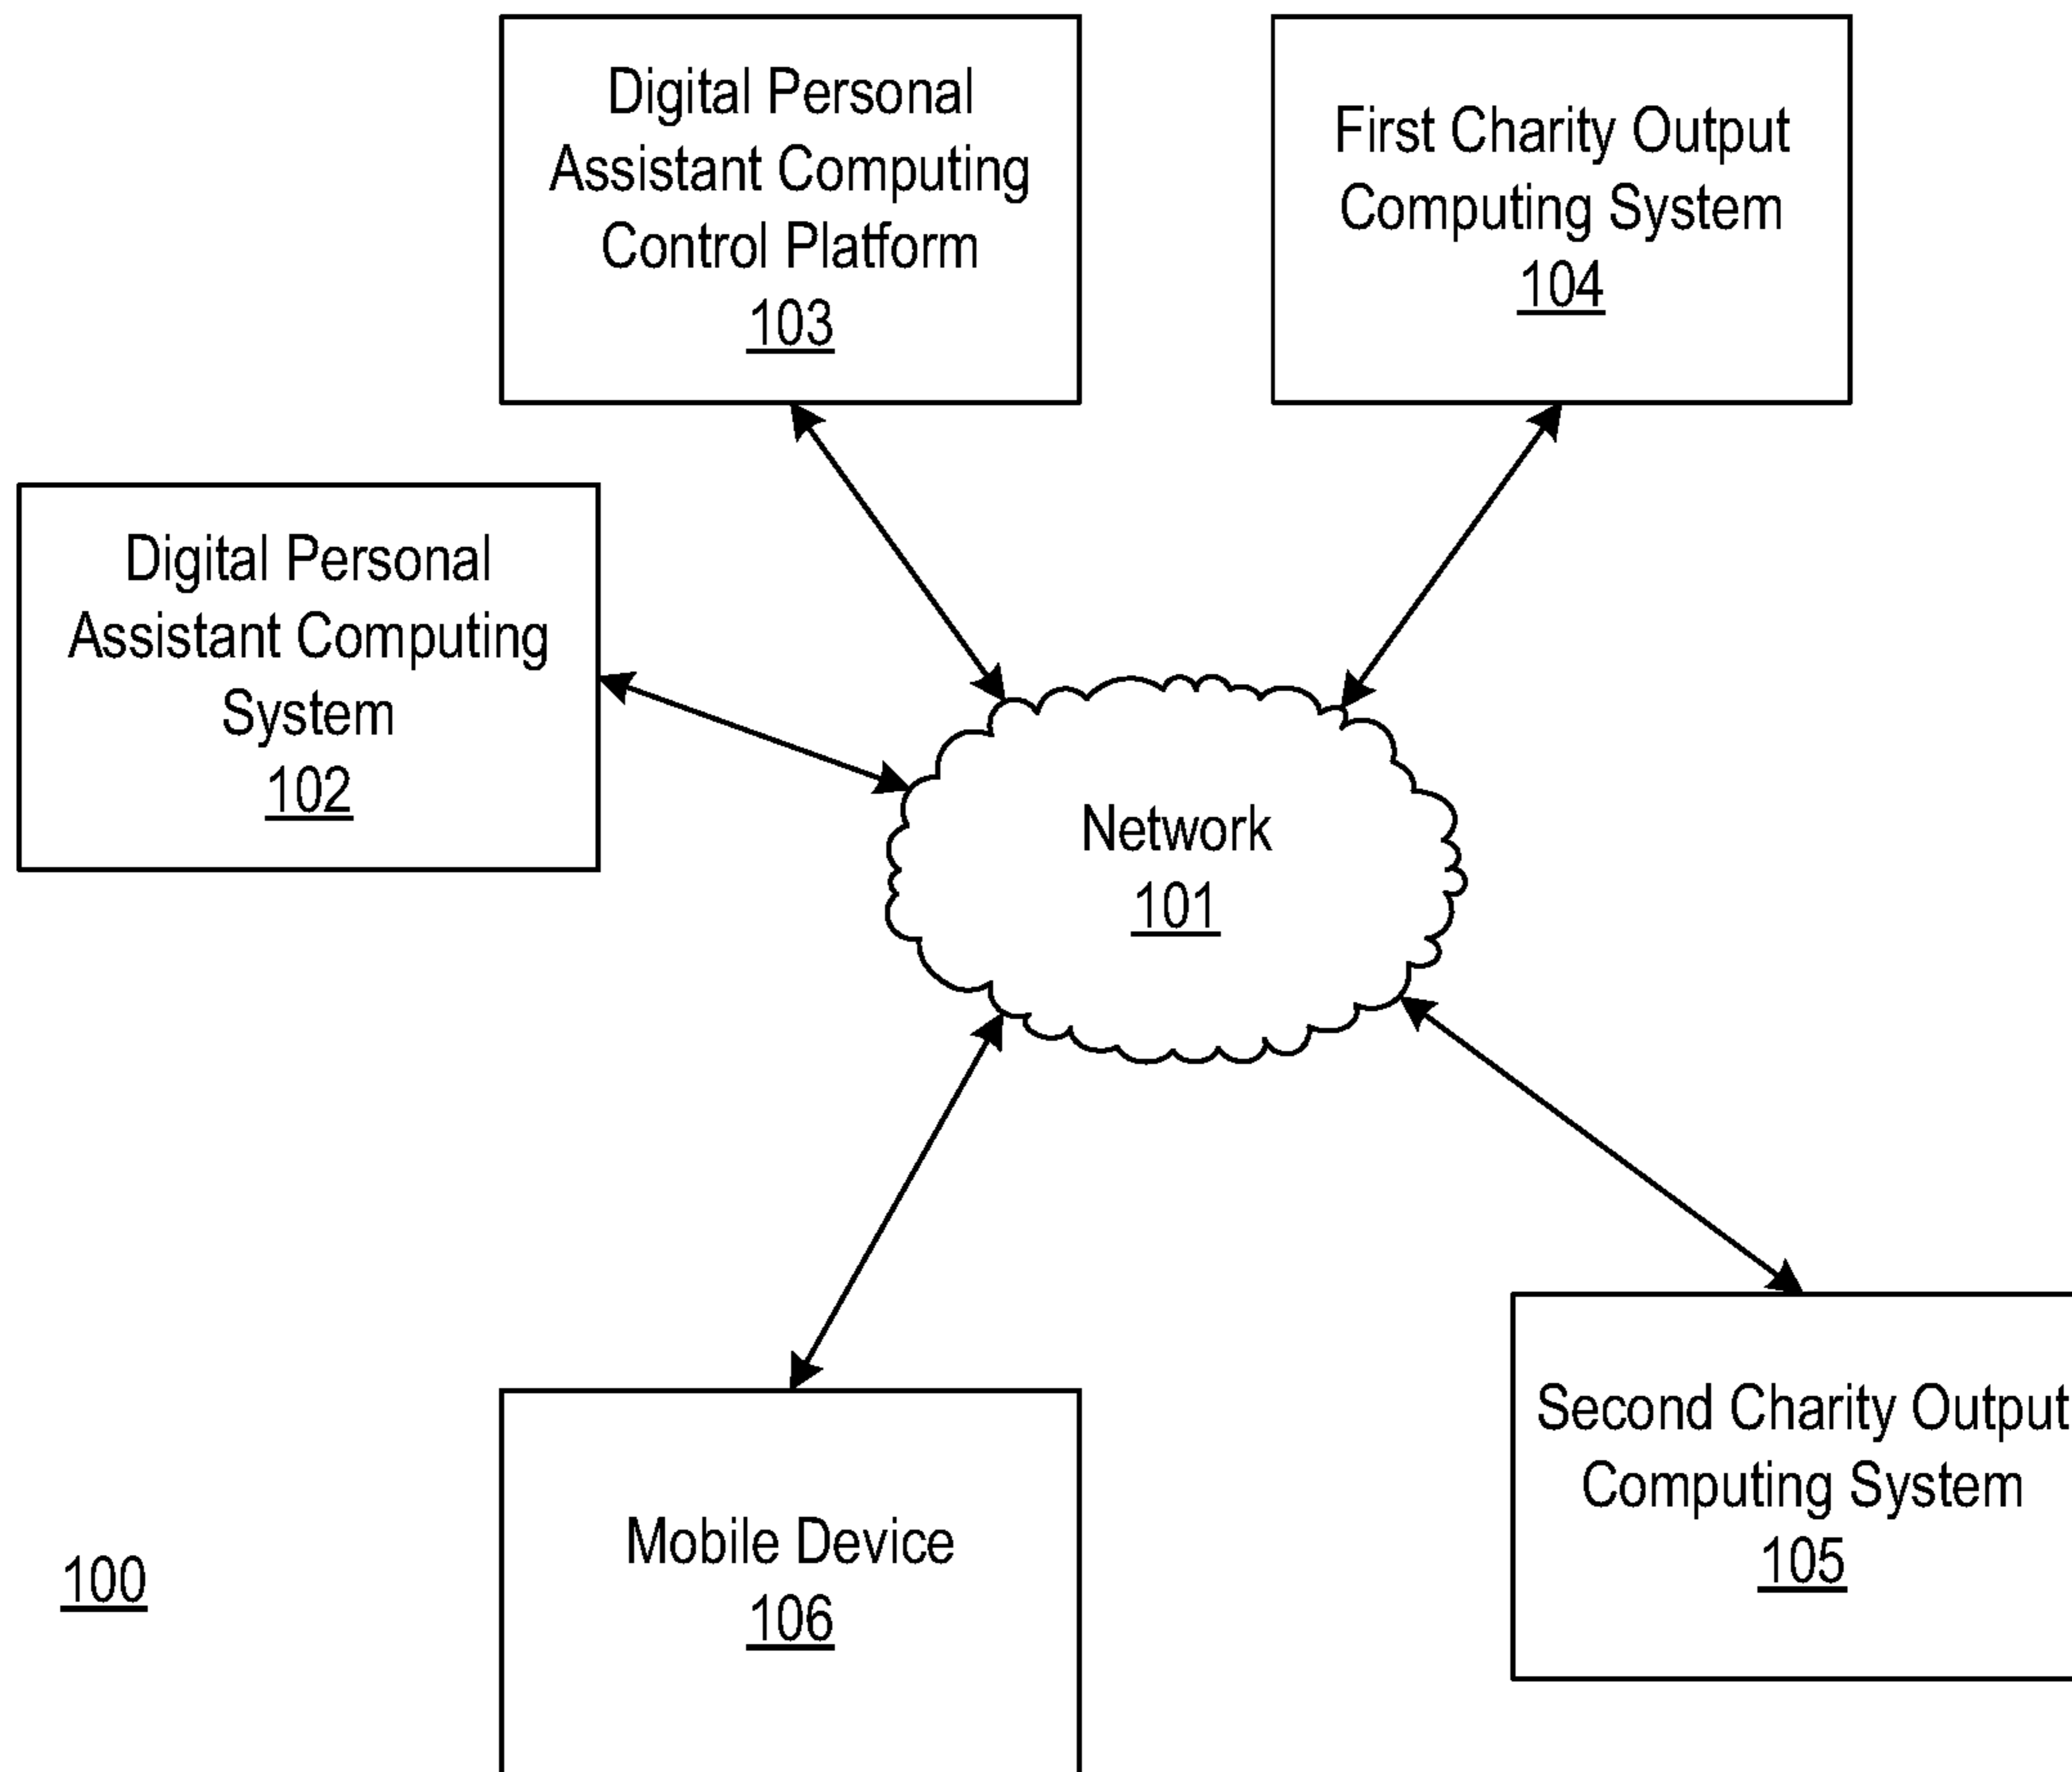 Digital Personal
Assistant Computing
Control Platform
103
First Charity Output
Computing System
104
Digital Personal
Assistant Computing
System
102
Network
101
Second Charity Output
Computing System
105
Mobile Device
106
100